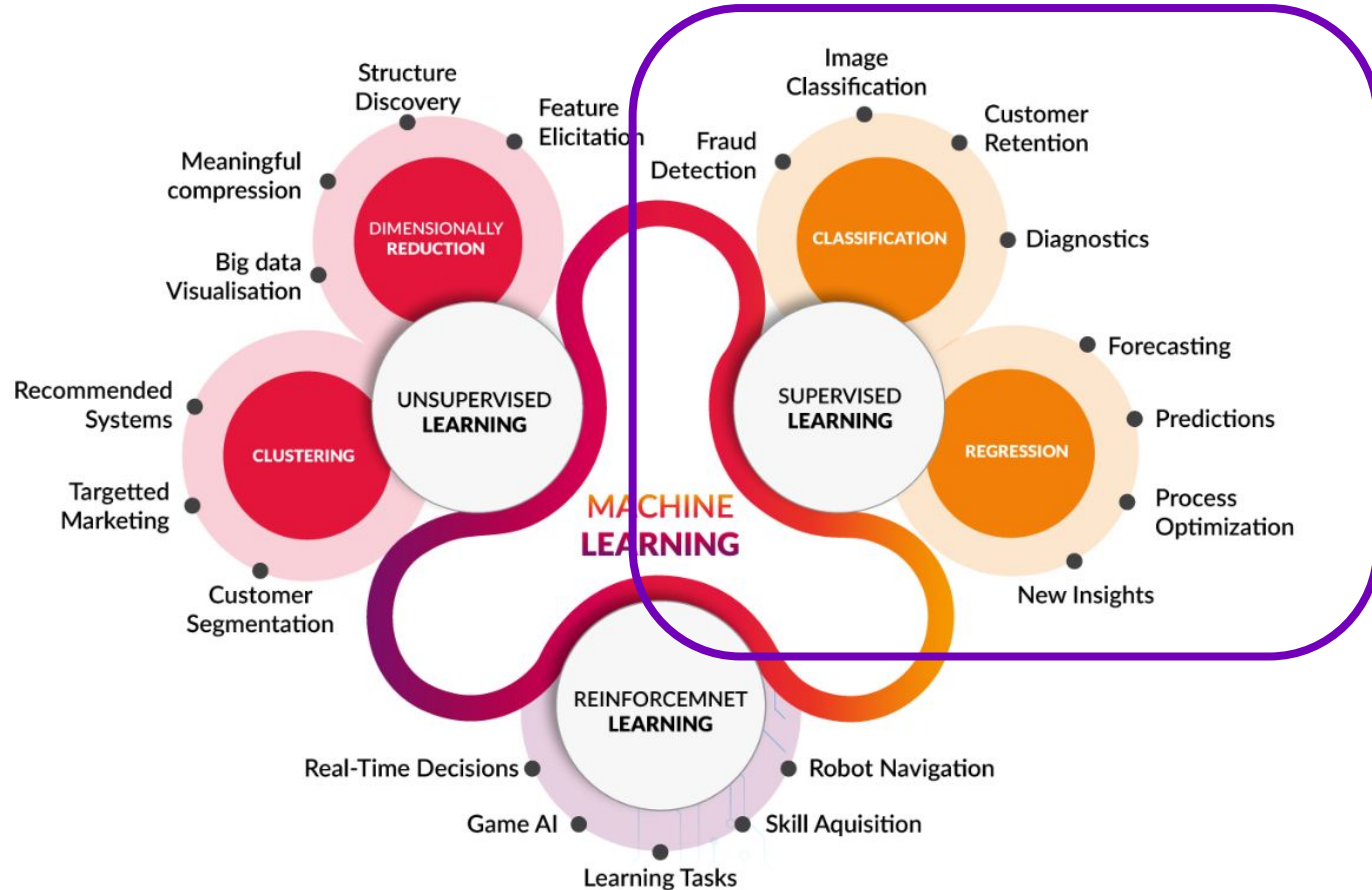 Structure
Discovery
Feature
Elicitation
Meaningful
compression
DIMENSIONALLY
REDUCTION
Big data
Visualisation
Recommended
Systems
UNSUPERVISED
LEARNING
CLUSTERING
Targetted
Marketing
Customer
Segmentation
MACHINE
LEARNING
Image
Classification
Customer
Retention
Fraud
Detection
CLASSIFICATION
Diagnostics
SUPERVISED
LEARNING
Forecasting
Predictions
REGRESSION
Process
Optimization
New Insights
REINFORCEMNET
LEARNING
Real-Time Decisions
Robot Navigation
Game AI
Skill Aquisition
Learning Tasks